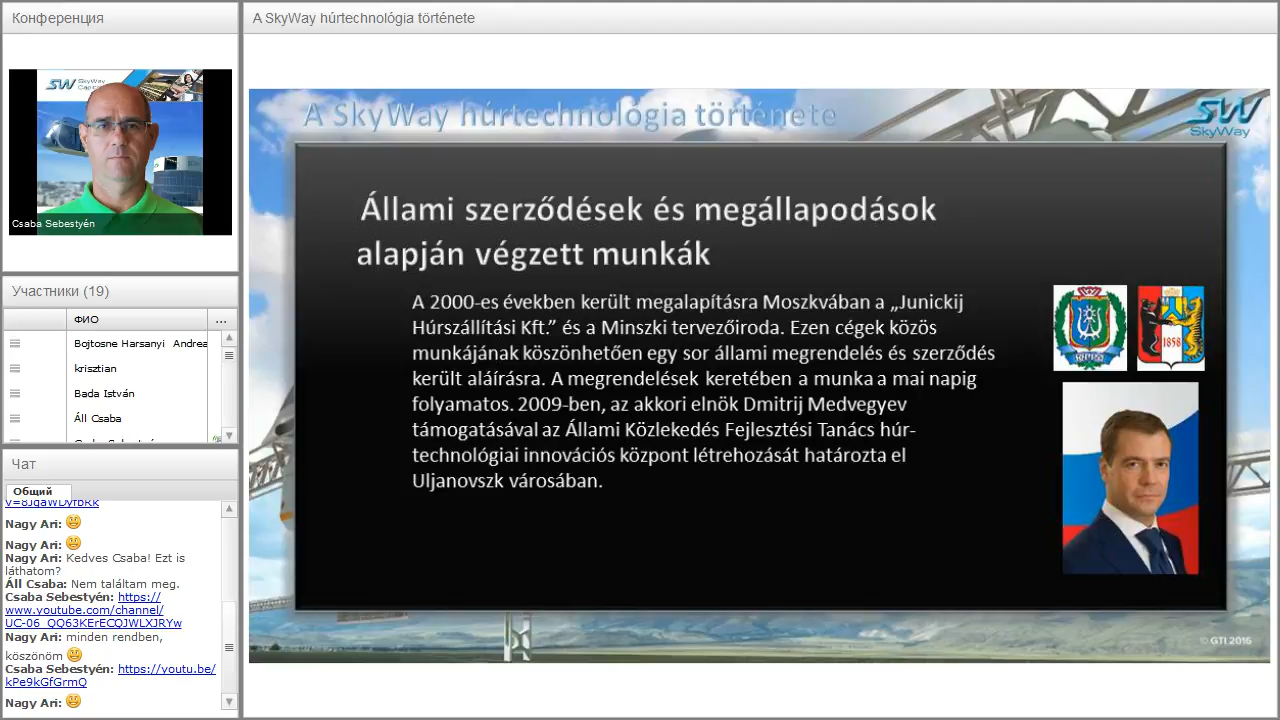 Конференция
SW SkyWay
Csaba Sebestyén
Участники (19)
ФИО
...
Bojtosne Harsanyi Andrea
krisztian
Bada István
Áll Csaba
Чат
Общий
v=8JgaWDyfbRk
Nagy Ari:
Nagy Ari:
Nagy Ari: Kedves Csaba! Ezt is
láthatom?
Áll Csaba: Nem találtam meg.
Csaba Sebestyén: https://
www.youtube.com/channel/
UC-06_QQ63KErECQJWLXJRYw
Nagy Ari: minden rendben,
köszönöm
Csaba Sebestyén: https://youtu.be/
kPe9kGfGrmQ
Nagy Ari:
A SkyWay húrtechnológia története
A SkyWay húrtechnológia története
SW
SkyWay
Állami szerződések és megállapodások
alapján végzett munkák
A 2000-es években került megalapításra Moszkvában a „Junickij
Húrszállítási Kft.” és a Minszki tervezőiroda. Ezen cégek közös
munkájának köszönhetően egy sor állami megrendelés és szerződés
került aláírásra. A megrendelések keretében a munka a mai napig
folyamatos. 2009-ben, az akkori elnök Dmitrij Medvegyev
támogatásával az Állami Közlekedés Fejlesztési Tanács húr-
technológiai innovációs központ létrehozását határozta el
Uljanovszk városában.
1858
© GTI 2016